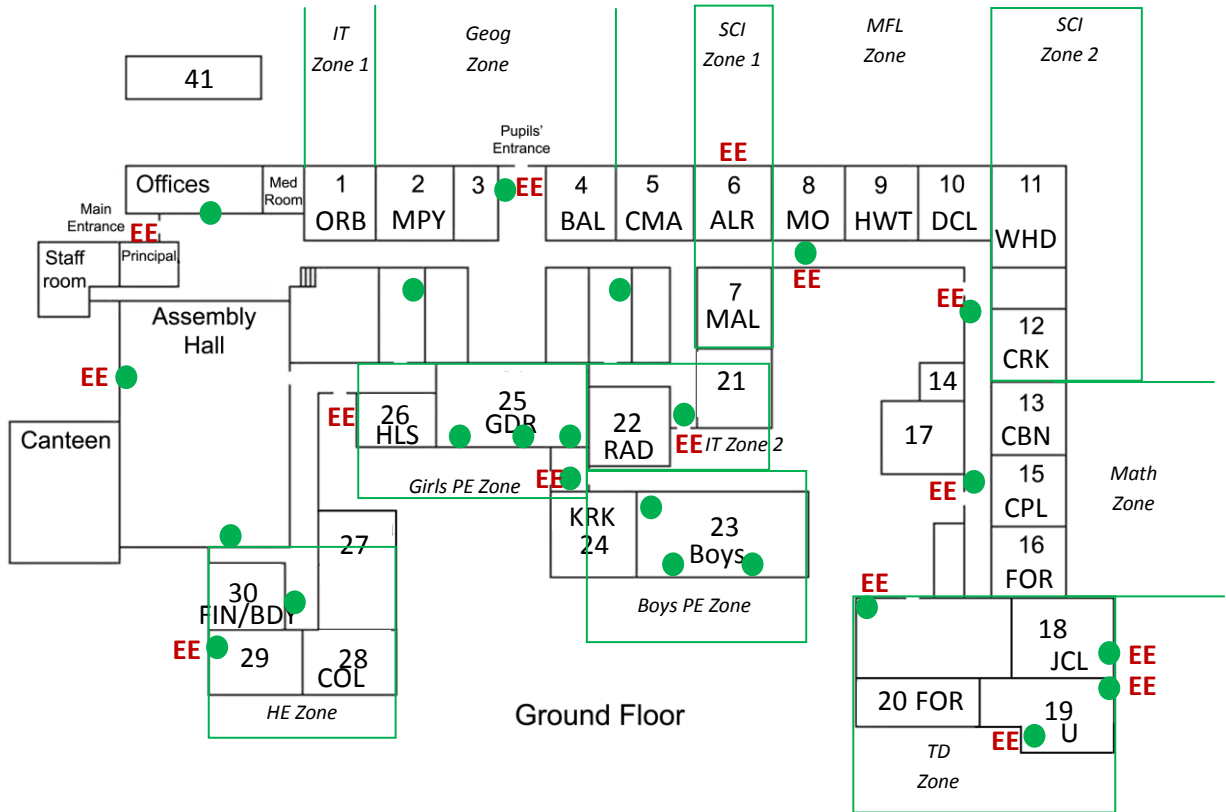 IT
Zone 1
Geog
Zone
SCI
Zone 1
MFL
Zone
SCI
Zone 2
41
Pupils'
Entrance
EE
EE
Offices
Med
Room
1
ORB
2
MPY
3
4
BAL
5
CMA
6
ALR
8
MO
9
HWT
10
DCL
11
WHD
Main
Entrance
EE
Staff
room
Principal
EE
7
MAL
EE
Assembly
Hall
12
CRK
EE
14
13
CBN
21
26
HLS
EE
25
GDR
22
RAD
EE
IT Zone 2
17
Canteen
Girls PE Zone
EE
EE
15
CPL
Math
Zone
KRK
24
23
Boys
27
16
FOR
Boys PE Zone
EE
30
FIN/BDY
EE
29
28
COL
18
JCL
EE
EE
20 FOR
19
U
EE
HE Zone
Ground Floor
TD
Zone